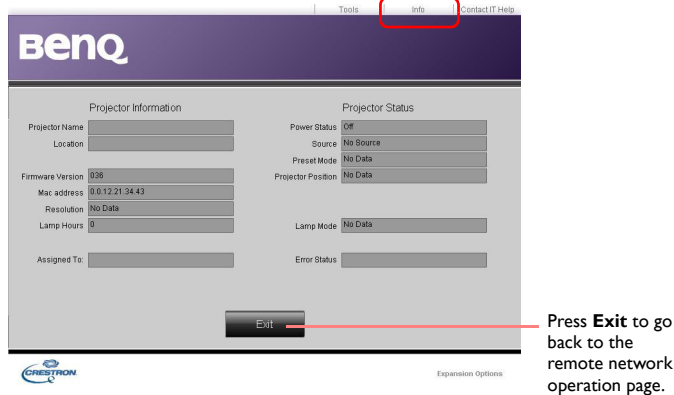 Tools Info Contact IT Help
BenQ
Projector Information Projector Status
Projector Name Power Status Off
Location Source No Source
Preset Mode No Data
Firmware Version 036 Projector Position No Data
Mac address 0.0.12.21.34.43
Resolution No Data
Lamp Hours 0 Lamp Mode No Data
Assigned To: Error Status
Exit
Press Exit to go
back to the
remote network
operation page.
CRESTRON
Expansion Options